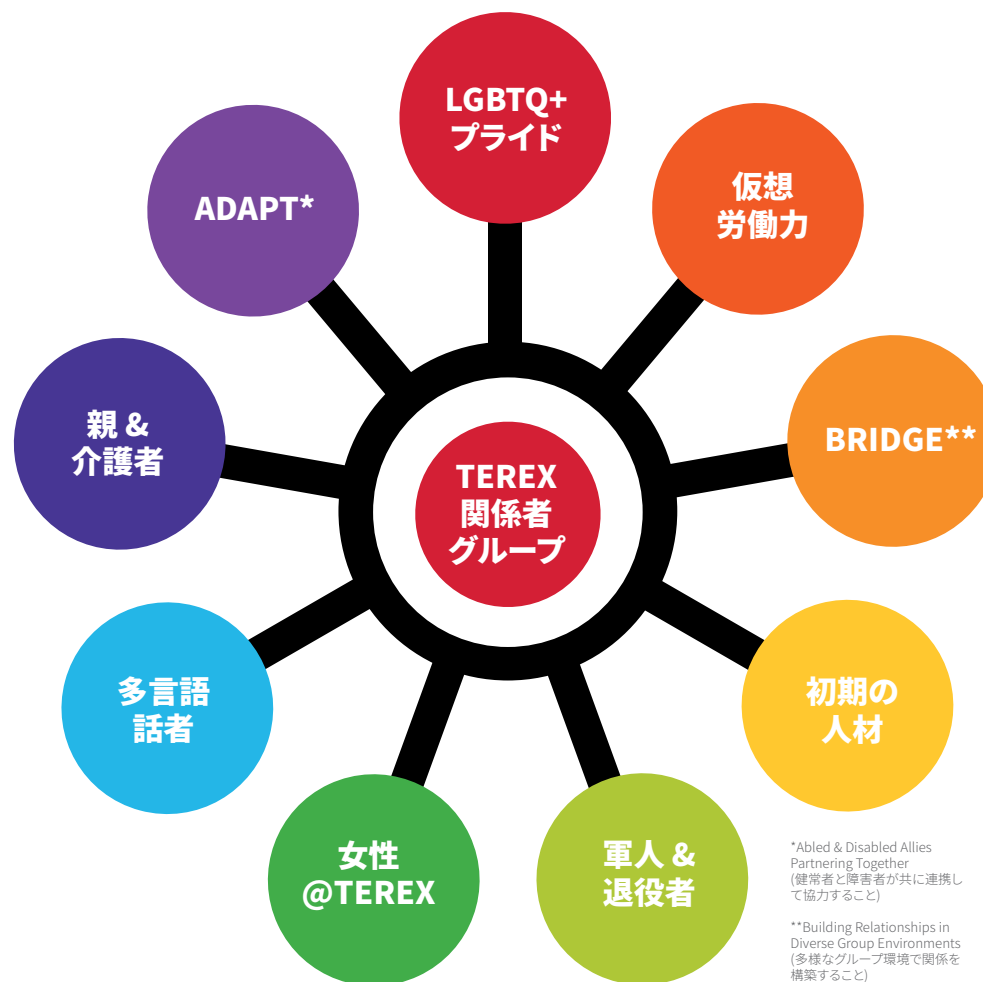 LGBTQ+
プライド
仮想
労働力
ADAPT*
BRIDGE**
親 &
介護者
TEREX
関係者
グループ
多言語
話者
初期の
人材
女性
@TEREX
軍人 &
退役者
*Abled & Disabled Allies
Partnering Together
(健常者と障害者が共に連携し
て協力すること)
**Building Relationships in
Diverse Group Environments
(多様なグループ環境で関係を
構築すること)